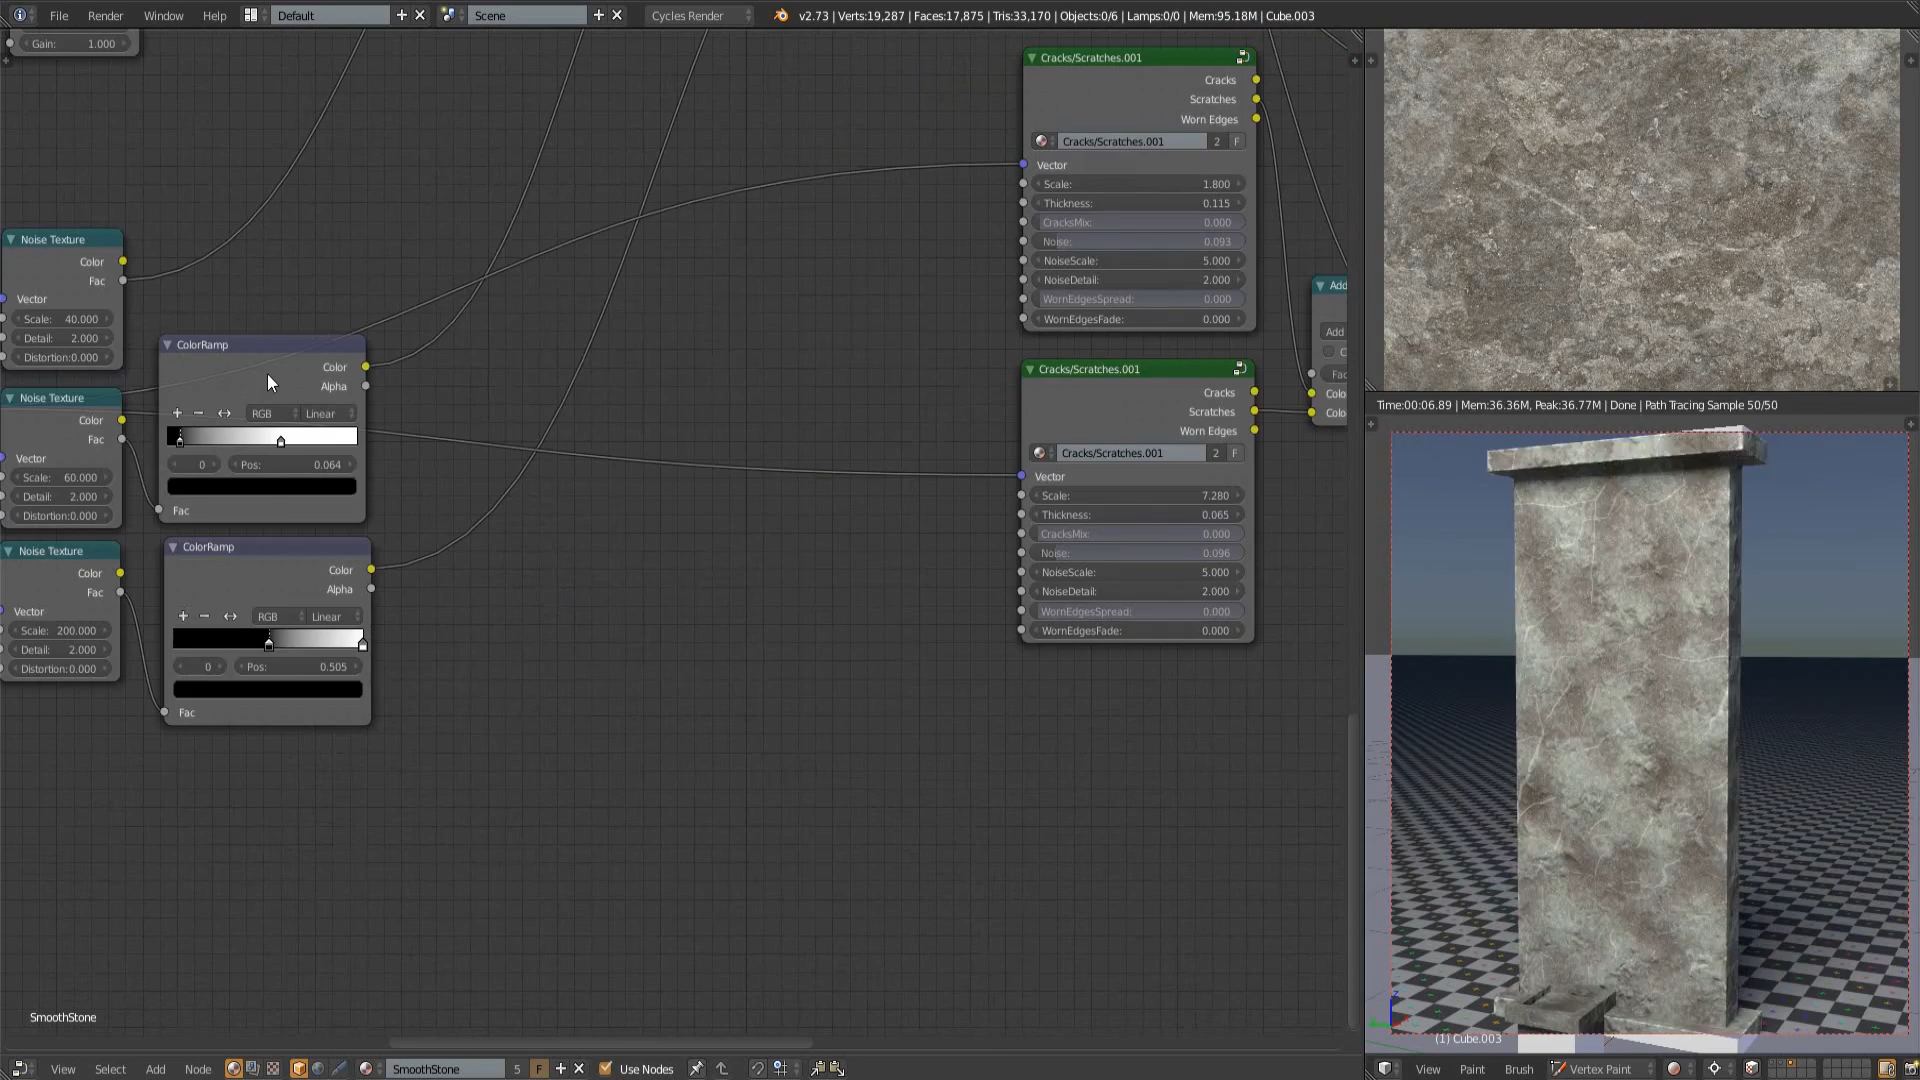 File Render Window Help Default Scene Cycles Render v2.73 | Verts:19,287 | Faces:17,875 | Tris:33,170 | Objects:0/6 | Lamps:0/0 | Mem:95.18M | Cube.003
Gain: 1.000
Cracks/Scratches.001
Cracks
Scratches
Worn Edges
Cracks/Scratches.001 2 F
Vector
Scale: 1.800
Thickness: 0.115
CracksMix: 0.000
Noise: 0.093
NoiseScale: 5.000
NoiseDetail: 2.000
WornEdgesSpread: 0.000
WornEdgesFade: 0.000
Noise Texture
Color
Fac
Vector
Scale: 40.000
Detail: 2.000
Distortion:0.000
ColorRamp
Color
Alpha
RGB Linear
0 Pos: 0.064
Fac
Noise Texture
Color
Fac
Vector
Scale: 60.000
Detail: 2.000
Distortion:0.000
Add
Add
C
Fac
Colo
Colo
Cracks/Scratches.001
Cracks
Scratches
Worn Edges
Cracks/Scratches.001 2 F
Vector
Scale: 7.280
Thickness: 0.065
CracksMix: 0.000
Noise: 0.096
NoiseScale: 5.000
NoiseDetail: 2.000
WornEdgesSpread: 0.000
WornEdgesFade: 0.000
Noise Texture
Color
Fac
Vector
Scale: 200.000
Detail: 2.000
Distortion:0.000
ColorRamp
Color
Alpha
RGB Linear
0 Pos: 0.505
Fac
Time:00:06.89 | Mem:36.36M, Peak:36.77M | Done | Path Tracing Sample 50/50
SmoothStone
z
(1) Cube.003
View Select Add Node SmoothStone 5 F Use Nodes
View Paint Brush Vertex Paint